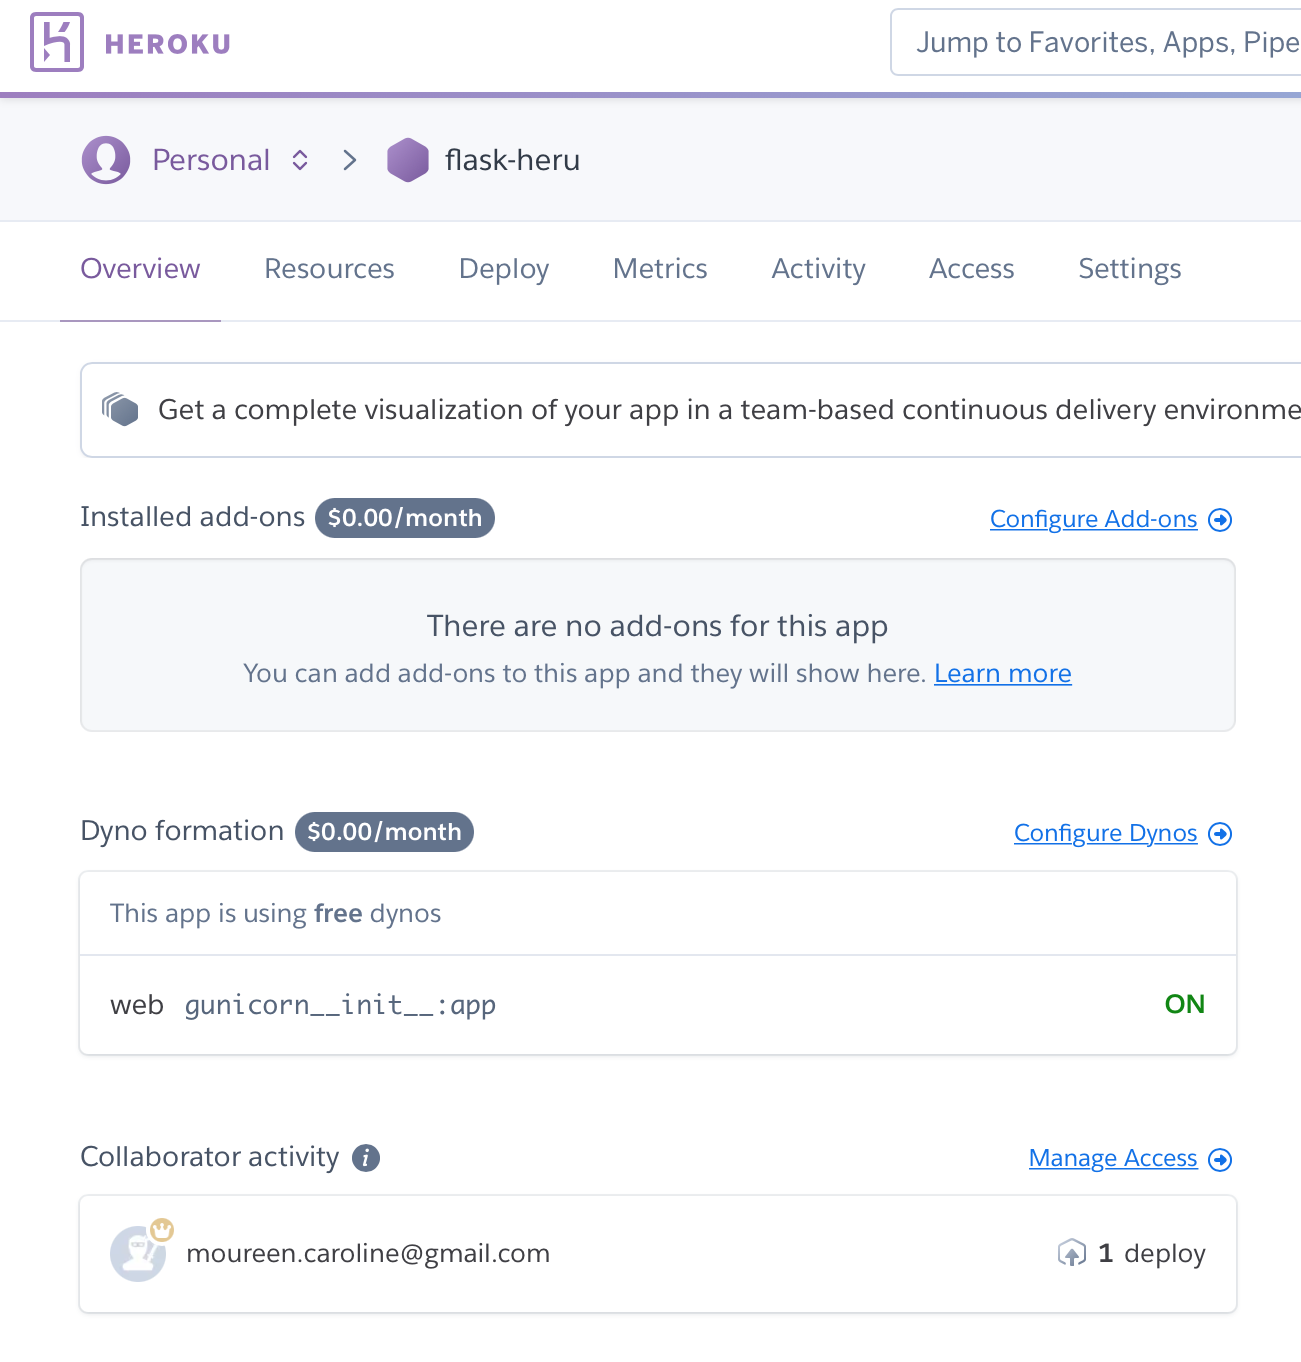 HEROKU
Jump to Favorites, Apps, Pipe
Personal flask-heru
Overview Resources Deploy Metrics Activity Access Settings
Get a complete visualization of your app in a team-based continuous delivery environme
Installed add-ons $0.00/month Configure Add-ons
There are no add-ons for this app
You can add add-ons to this app and they will show here. Learn more
Dyno formation $0.00/month Configure Dynos
This app is using free dynos
web gunicorn__init__:app ON
Collaborator activity i Manage Access
moureen.caroline@gmail.com 1 deploy